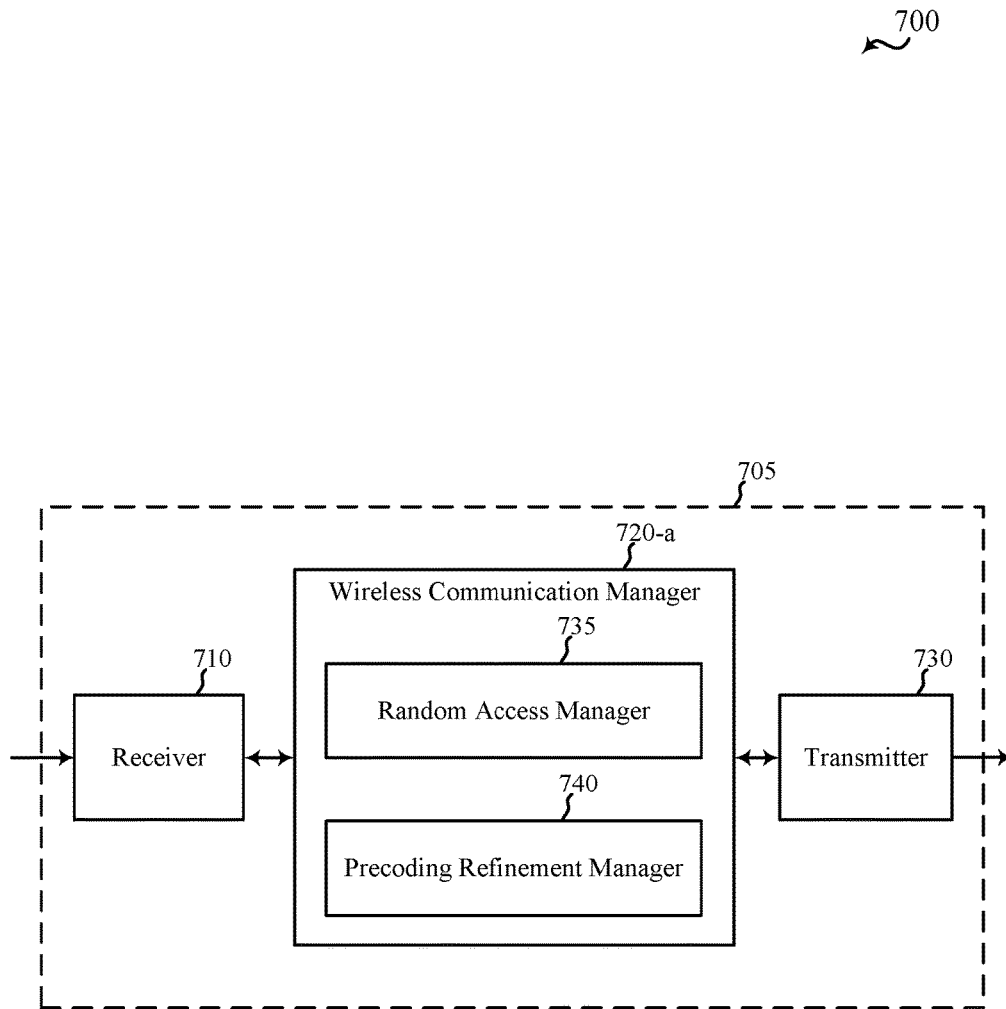 700
705
720-a
Wireless Communication Manager
735
Random Access Manager
710
Receiver
730
Transmitter
740
Precoding Refinement Manager